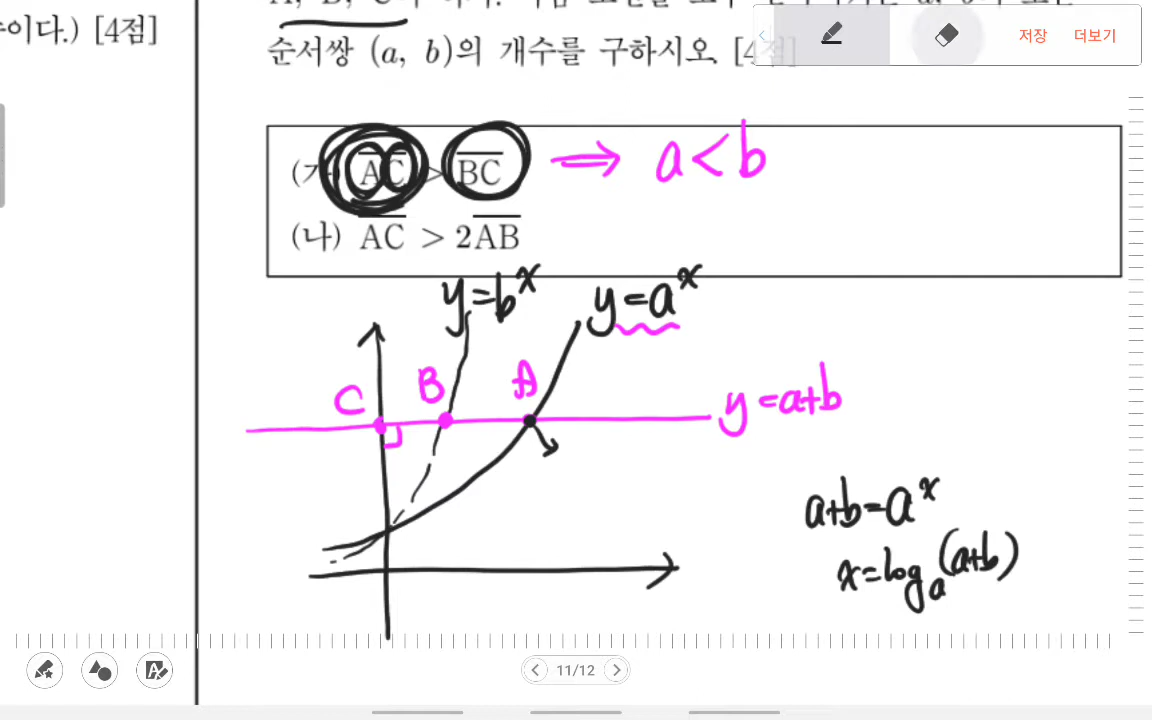 이다.) [4점]
순서쌍 (a, b)의 개수를 구하시오. [4점]
저장 더보기
(가) AC > BC ⇒ a < b
(나) AC > 2AB
y=b^x y=a^x
C B A y=a+b
a+b=a^x
x=log_a(a+b)
11/12